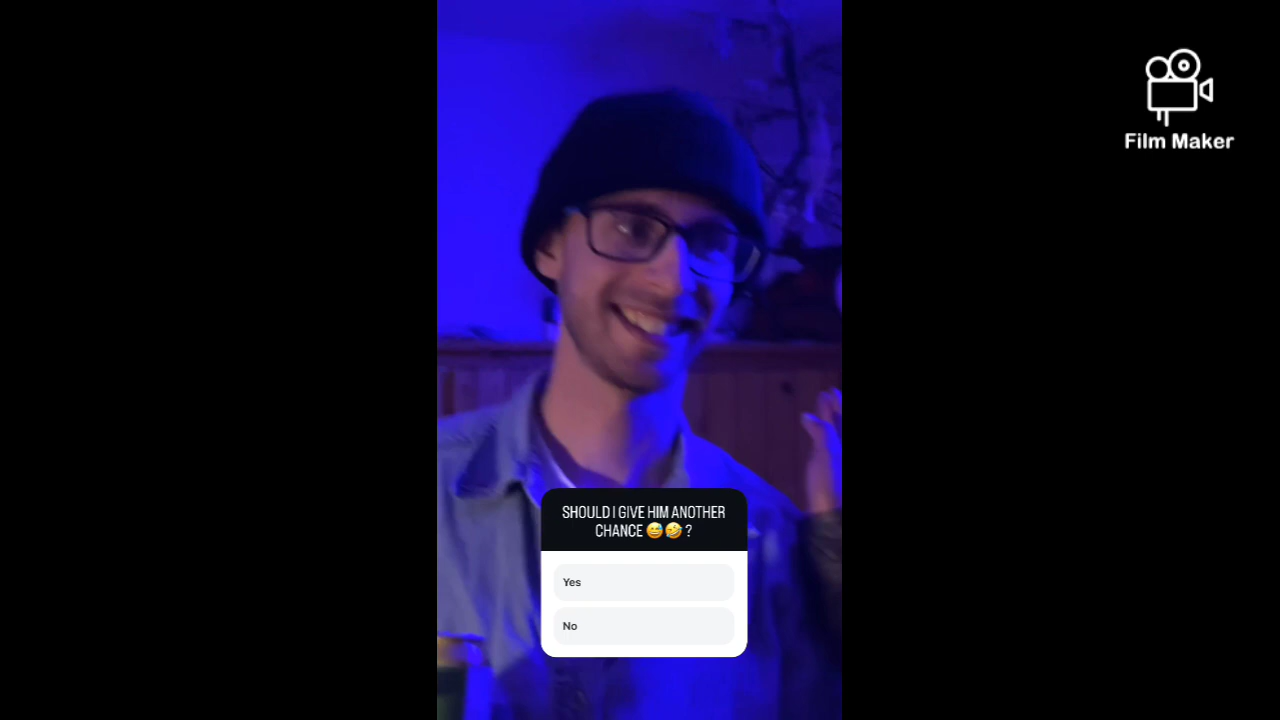 Film Maker
SHOULD I GIVE HIM ANOTHER
CHANCE 😅🤣 ?
Yes
No